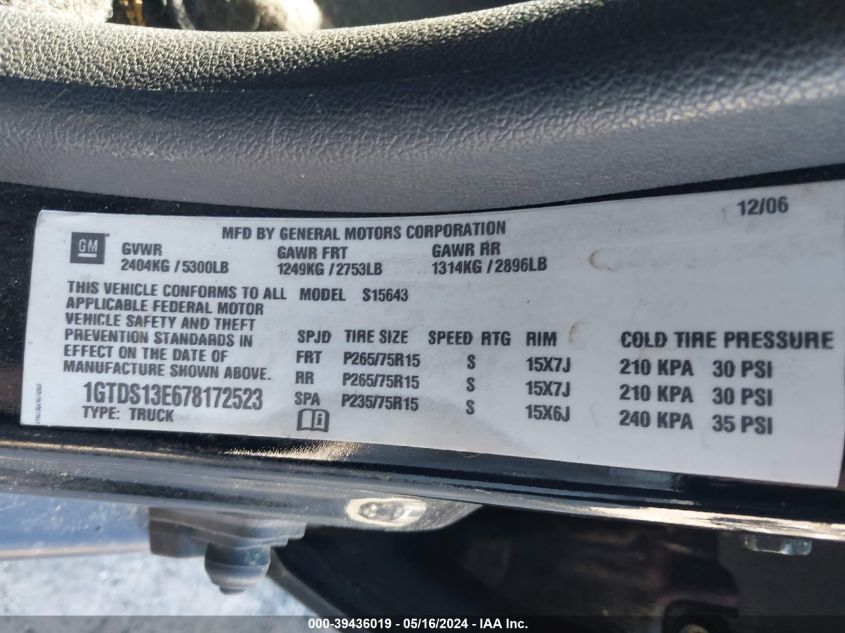 12/06
MFD BY GENERAL MOTORS CORPORATION
GM
GVWR GAWR FRT GAWR RR
2404KG / 5300LB 1249KG / 2753LB 1314KG / 2896LB
THIS VEHICLE CONFORMS TO ALL
APPLICABLE FEDERAL MOTOR
VEHICLE SAFETY AND THEFT
PREVENTION STANDARDS IN
EFFECT ON THE DATE OF
MANUFACTURE SHOWN ABOVE.
1GTDS13E678172523
TYPE: TRUCK
MODEL S15643
SPJD TIRE SIZE SPEED RTG RIM COLD TIRE PRESSURE
FRT P265/75R15 S 15X7J 210 KPA 30 PSI
RR P265/75R15 S 15X7J 210 KPA 30 PSI
SPA P235/75R15 S 15X6J 240 KPA 35 PSI
000-39436019 - 05/16/2024 - IAA Inc.